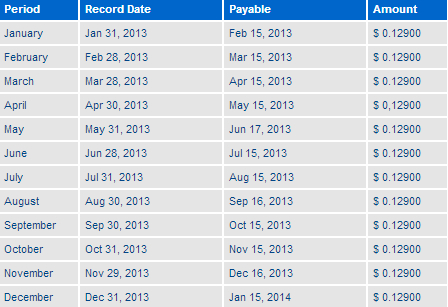 Period Record Date Payable Amount
January Jan 31, 2013 Feb 15, 2013 $ 0.12900
February Feb 28, 2013 Mar 15, 2013 $ 0.12900
March Mar 28, 2013 Apr 15, 2013 $ 0.12900
April Apr 30, 2013 May 15, 2013 $ 0,12900
May May 31, 2013 Jun 17, 2013 $ 0.12900
June Jun 28, 2013 Jul 15, 2013 $ 0.12900
July Jul 31, 2013 Aug 15, 2013 $ 0.12900
August Aug 30, 2013 Sep 16, 2013 $ 0.12900
September Sep 30, 2013 Oct 15, 2013 $ 0.12900
October Oct 31, 2013 Nov 15, 2013 $ 0.12900
November Nov 29, 2013 Dec 16, 2013 $ 0.12900
December Dec 31, 2013 Jan 15, 2014 $ 0.12900